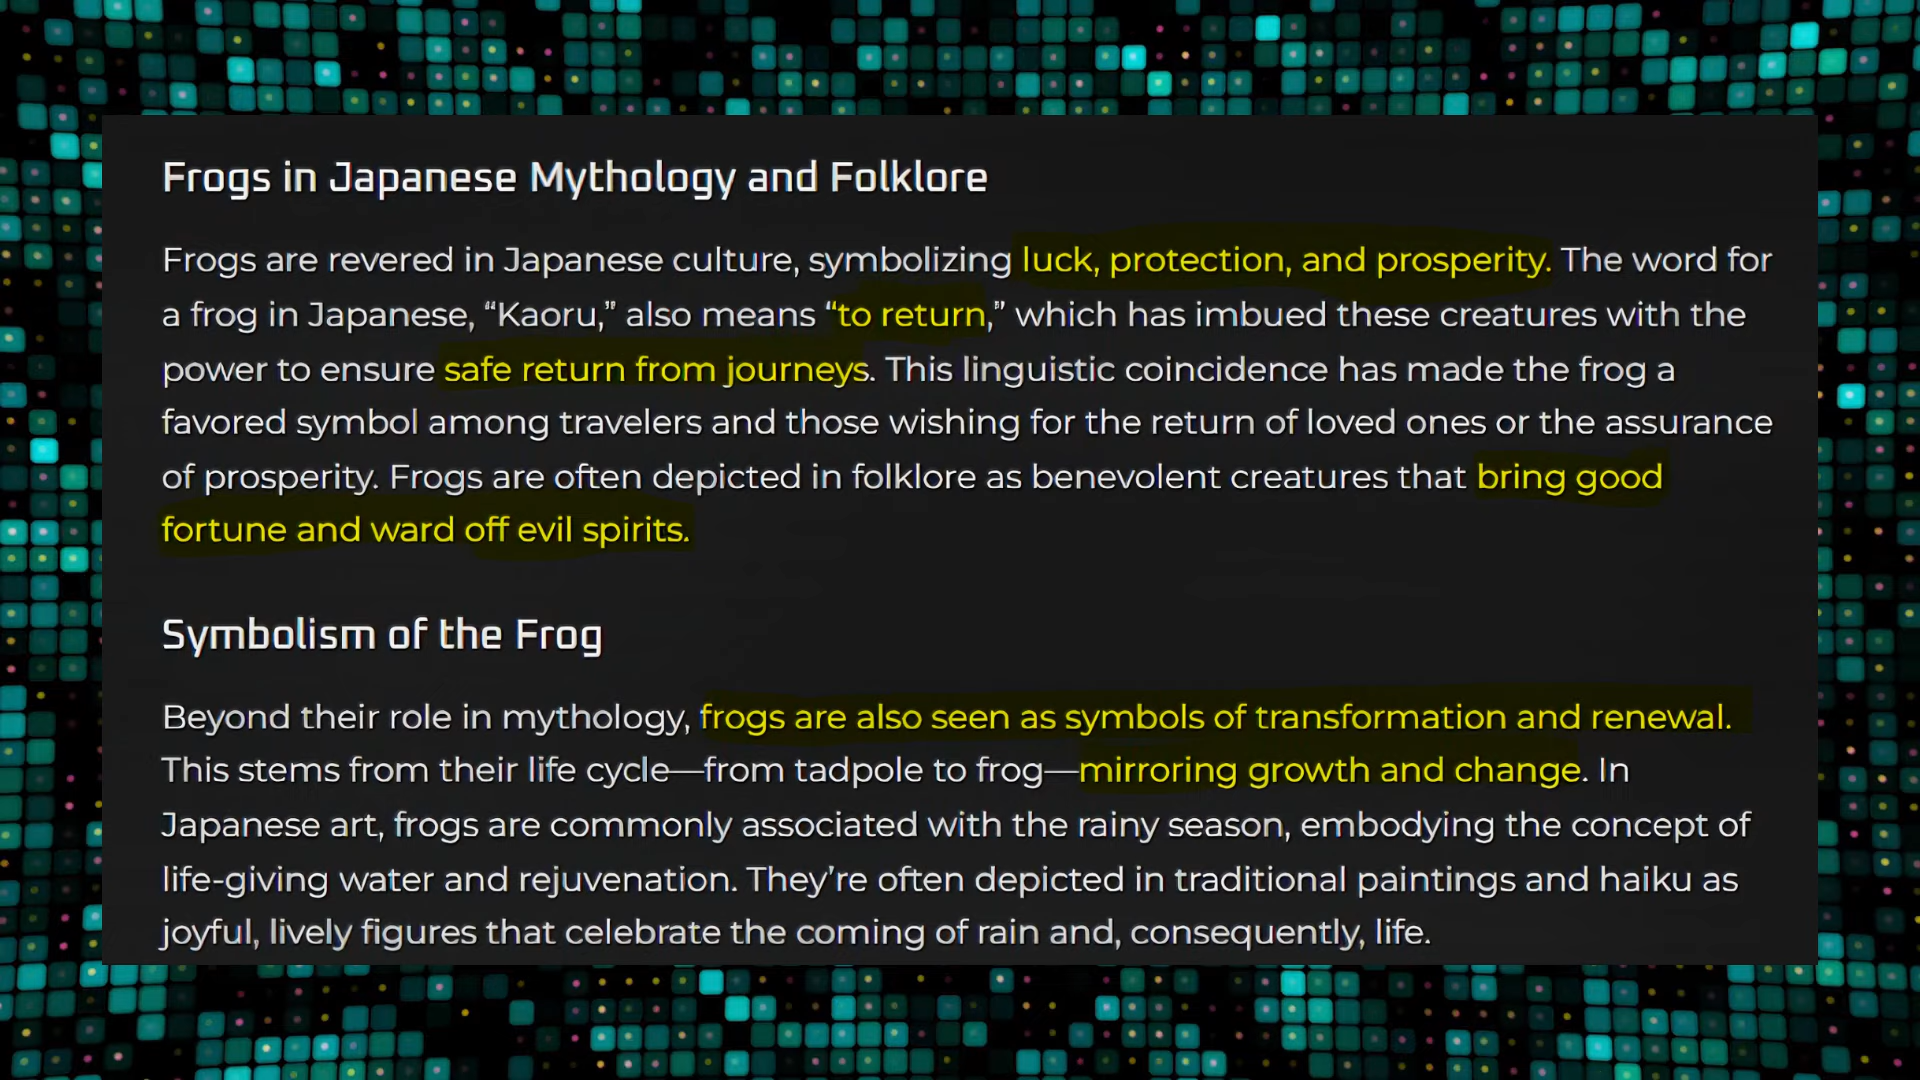 Frogs in Japanese Mythology and Folklore
Frogs are revered in Japanese culture, symbolizing luck, protection, and prosperity. The word for
a frog in Japanese, “Kaoru,” also means “to return,” which has imbued these creatures with the
power to ensure safe return from journeys. This linguistic coincidence has made the frog a
favored symbol among travelers and those wishing for the return of loved ones or the assurance
of prosperity. Frogs are often depicted in folklore as benevolent creatures that bring good
fortune and ward off evil spirits.
Symbolism of the Frog
Beyond their role in mythology, frogs are also seen as symbols of transformation and renewal.
This stems from their life cycle—from tadpole to frog—mirroring growth and change. In
Japanese art, frogs are commonly associated with the rainy season, embodying the concept of
life-giving water and rejuvenation. They’re often depicted in traditional paintings and haiku as
joyful, lively figures that celebrate the coming of rain and, consequently, life.